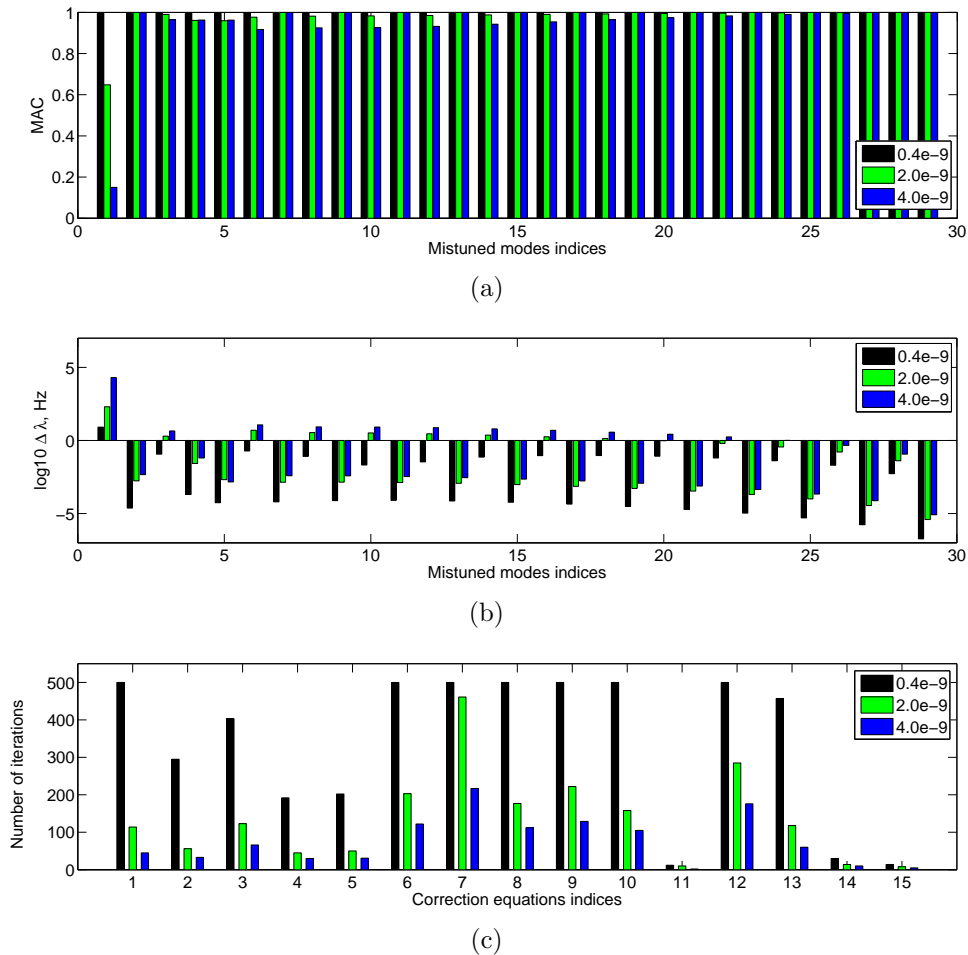 1
0.8
0.6
0.4
0.2
0
MAC
0.4e−9
2.0e−9
4.0e−9
0 5 10 15 20 25 30
Mistuned modes indices
(a)
5
0
−5
log10 Δ λ, Hz
0.4e−9
2.0e−9
4.0e−9
0 5 10 15 20 25 30
Mistuned modes indices
(b)
500
400
300
200
100
0
Number of iterations
0.4e−9
2.0e−9
4.0e−9
1 2 3 4 5 6 7 8 9 10 11 12 13 14 15
Correction equations indices
(c)